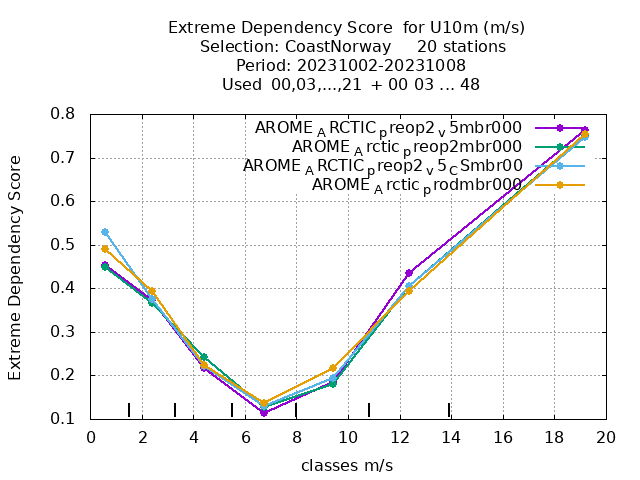 Extreme Dependency Score for U10m (m/s)
Selection: CoastNorway 20 stations
Period: 20231002-20231008
Used 00,03,...,21 + 00 03 ... 48
AROME_ARCTIC_preop2_v5mbr000
AROME_Arctic_preop2mbr000
AROME_ARCTIC_preop2_v5_CSmbr00
AROME_Arctic_prodmbr000
Extreme Dependency Score
0.8
0.7
0.6
0.5
0.4
0.3
0.2
0.1
0 2 4 6 8 10 12 14 16 18 20
classes m/s